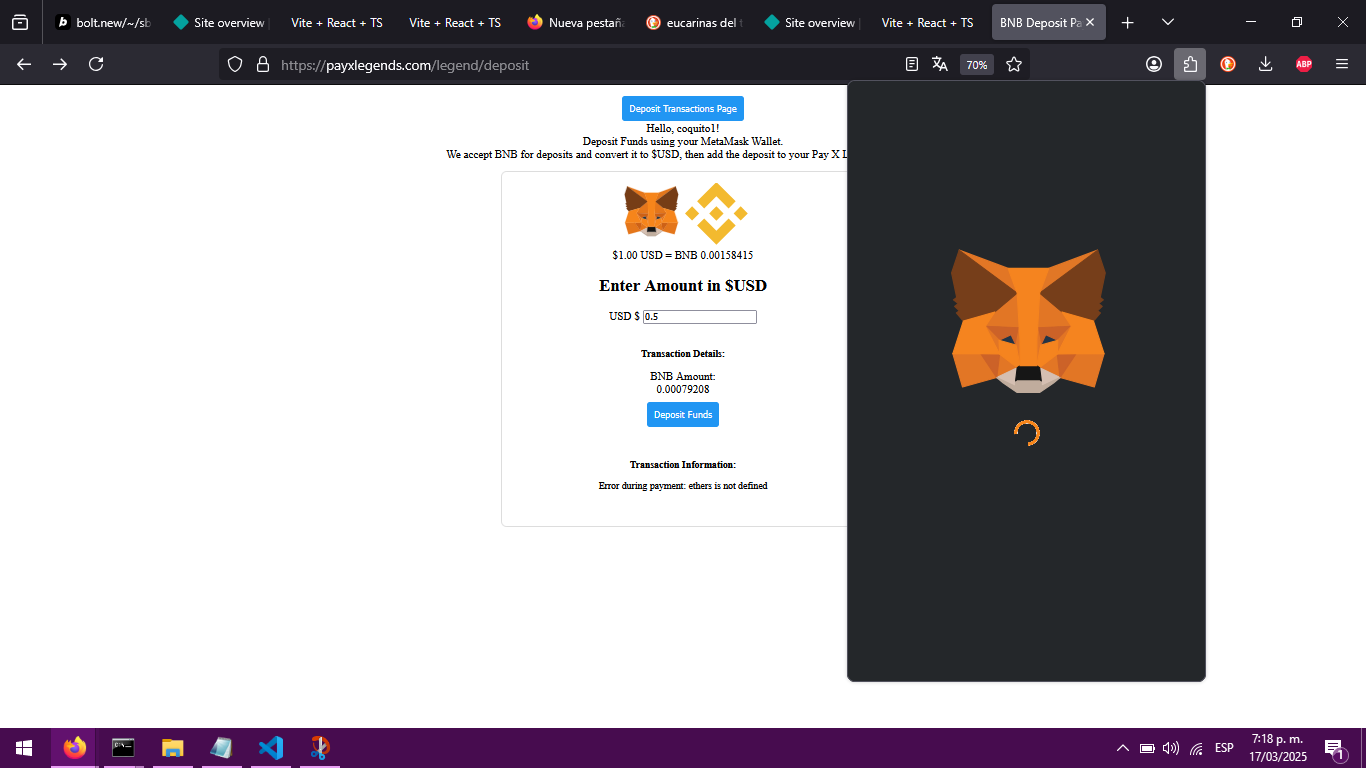 bolt.new/~/sb
Site overview
Vite + React + TS
Vite + React + TS
Nueva pestaña
eucarinas del t
Site overview
Vite + React + TS
BNB Deposit Pa
https://payxlegends.com/legend/deposit
70%
ABP
Deposit Transactions Page
Hello, coquito1!
Deposit Funds using your MetaMask Wallet.
We accept BNB for deposits and convert it to $USD, then add the deposit to your Pay X L
$1.00 USD = BNB 0.00158415
Enter Amount in $USD
USD $ 0.5
Transaction Details:
BNB Amount:
0.00079208
Deposit Funds
Transaction Information:
Error during payment: ethers is not defined
ESP
7:18 p. m.
17/03/2025
1